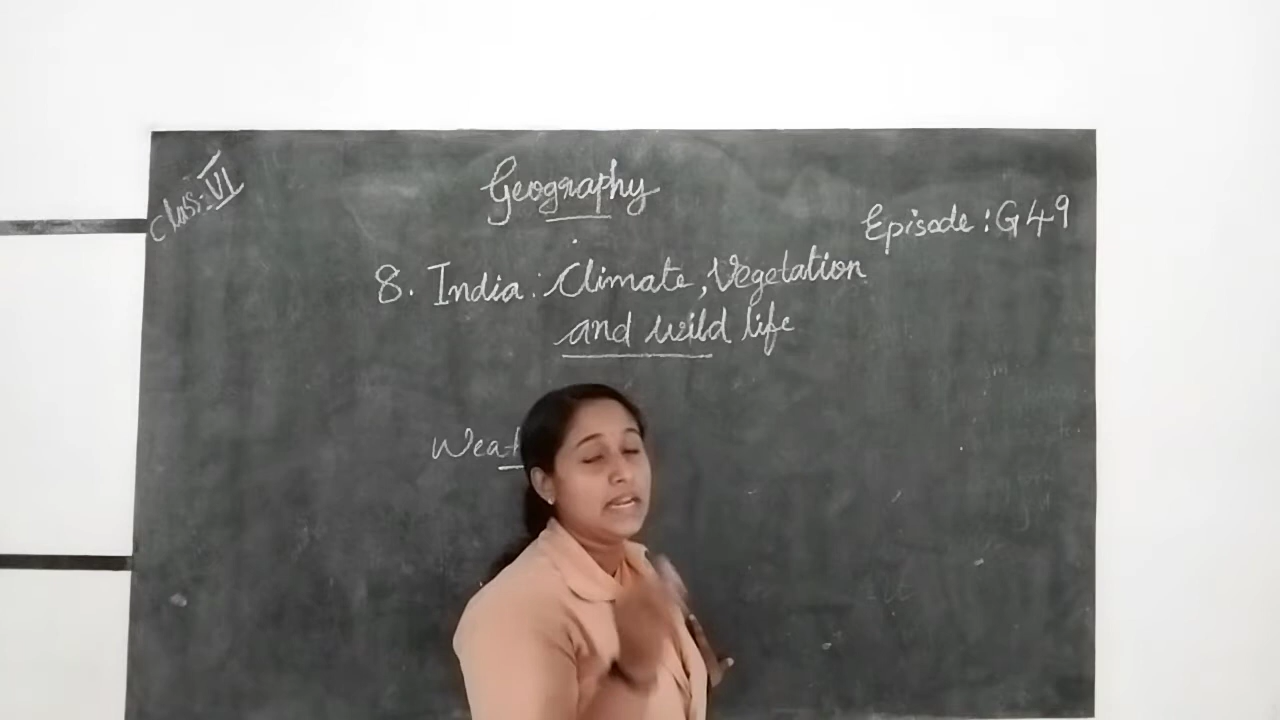 Class: VI
Geography
Episode: G49
8. India: Climate, Vegetation
and wild life